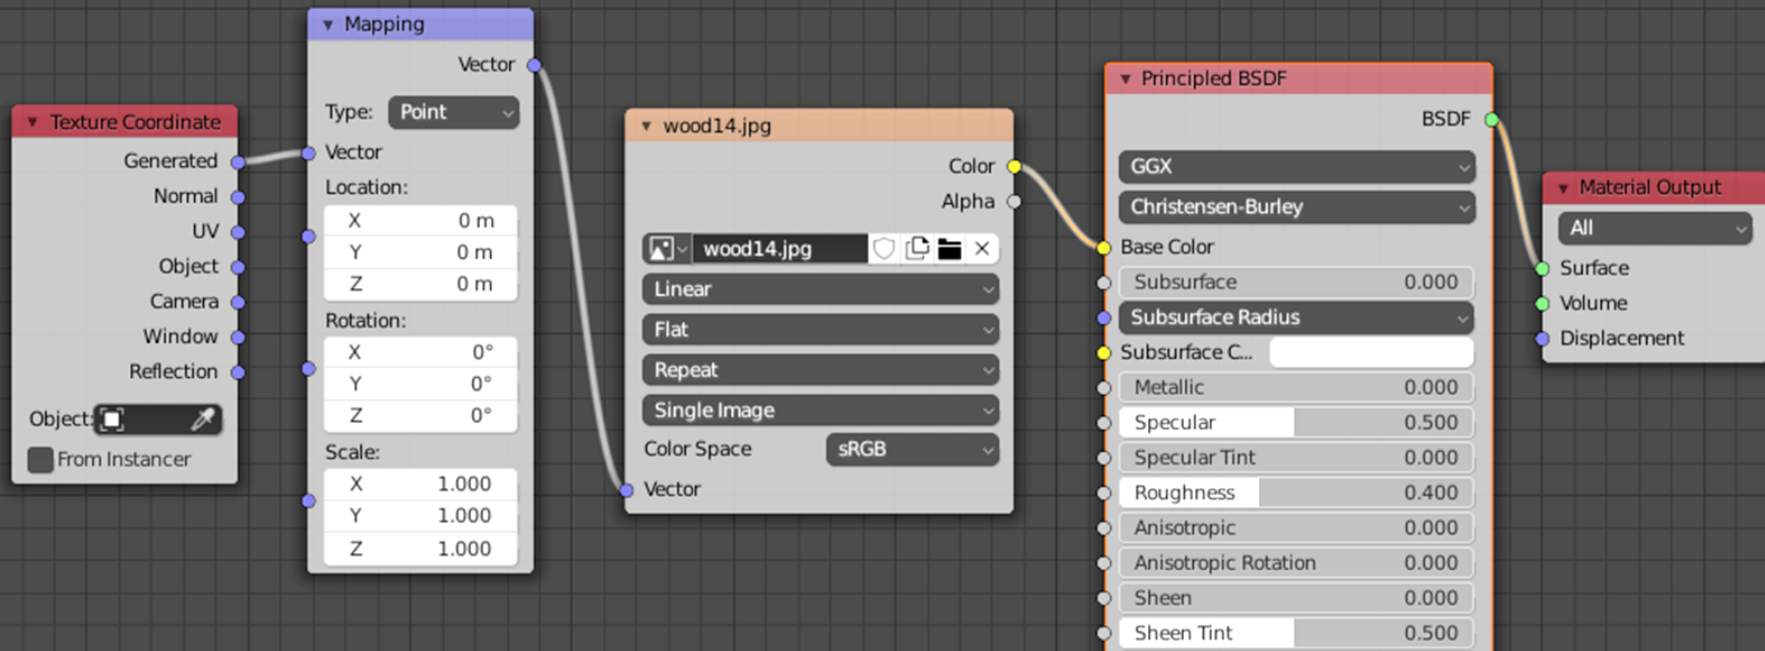 Texture Coordinate
Generated
Normal
UV
Object
Camera
Window
Reflection
Object:
From Instancer
Mapping
Vector
Type: Point
Vector
Location:
X 0 m
Y 0 m
Z 0 m
Rotation:
X 0°
Y 0°
Z 0°
Scale:
X 1.000
Y 1.000
Z 1.000
wood14.jpg
Color
Alpha
wood14.jpg
Linear
Flat
Repeat
Single Image
Color Space sRGB
Vector
Principled BSDF
BSDF
GGX
Christensen-Burley
Base Color
Subsurface 0.000
Subsurface Radius
Subsurface C...
Metallic 0.000
Specular 0.500
Specular Tint 0.000
Roughness 0.400
Anisotropic 0.000
Anisotropic Rotation 0.000
Sheen 0.000
Sheen Tint 0.500
Material Output
All
Surface
Volume
Displacement